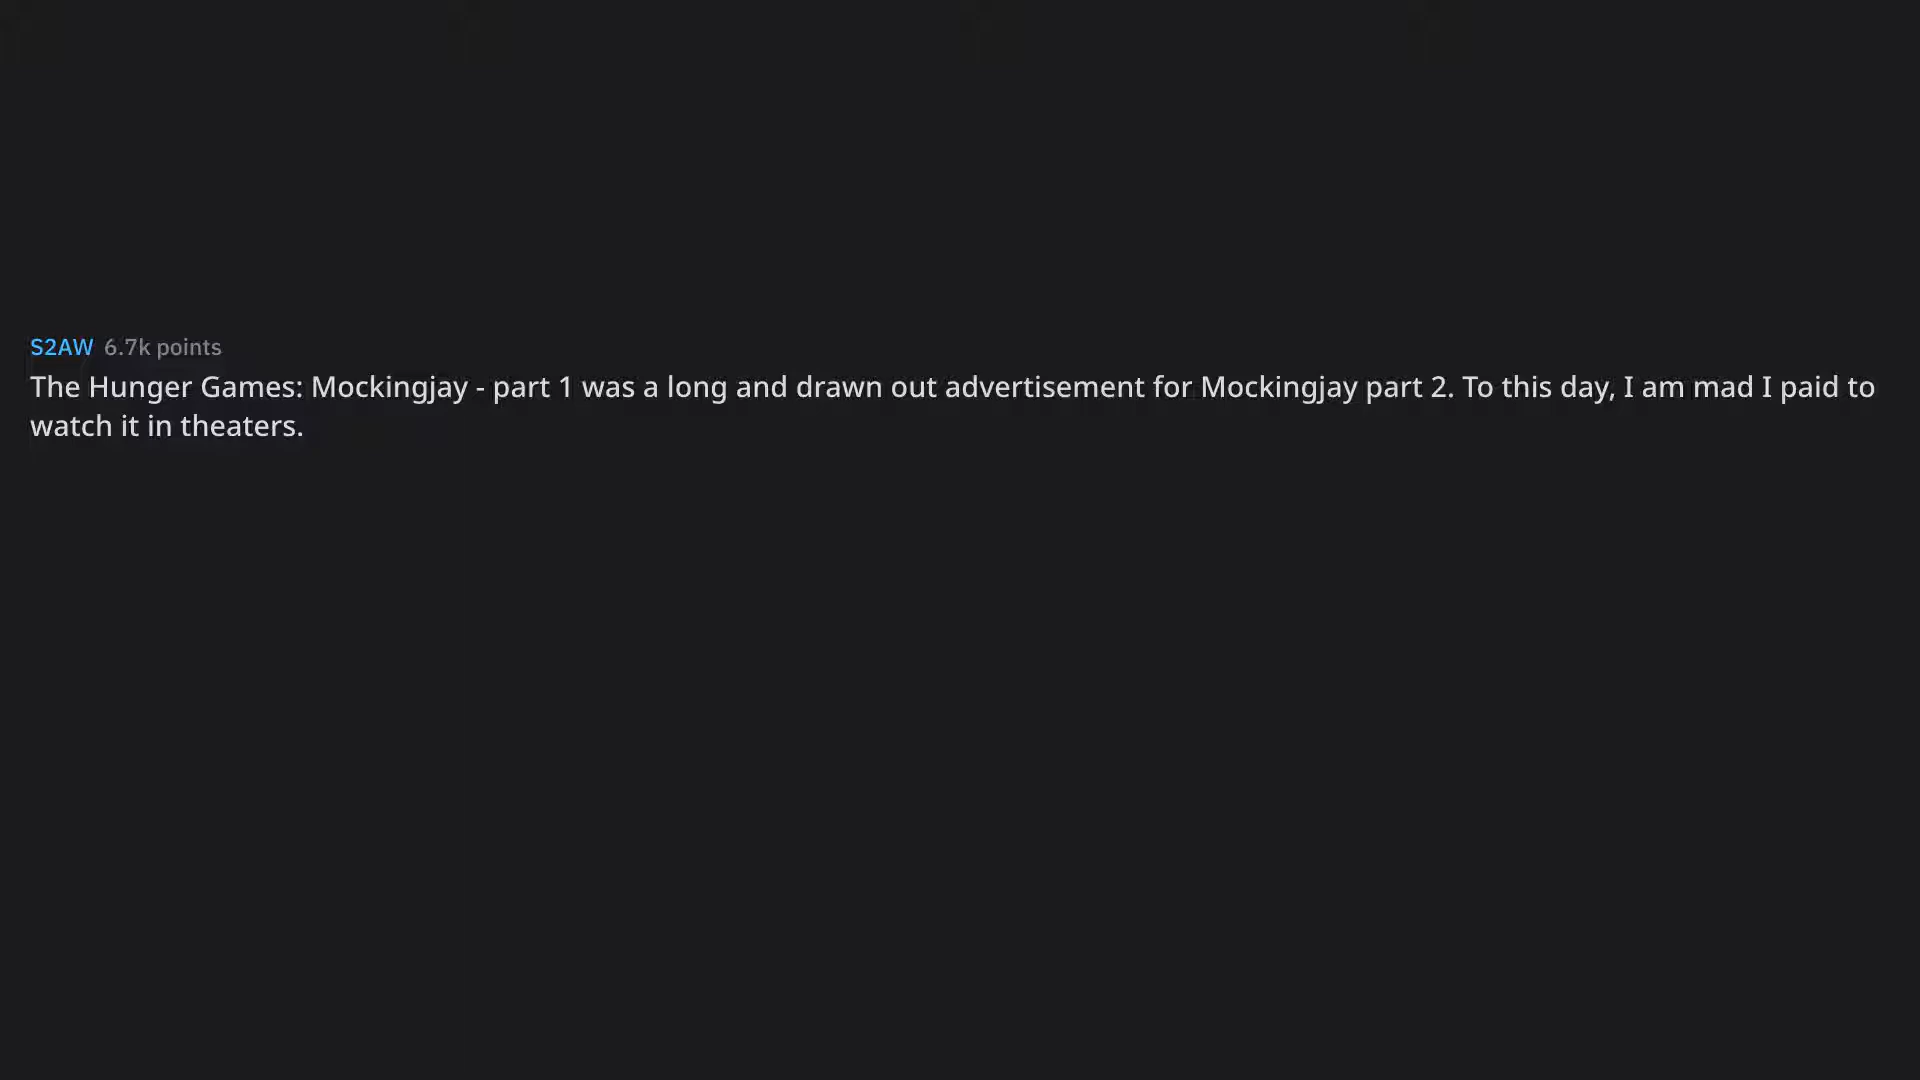 S2AW 6.7k points
The Hunger Games: Mockingjay - part 1 was a long and drawn out advertisement for Mockingjay part 2. To this day, I am mad I paid to
watch it in theaters.